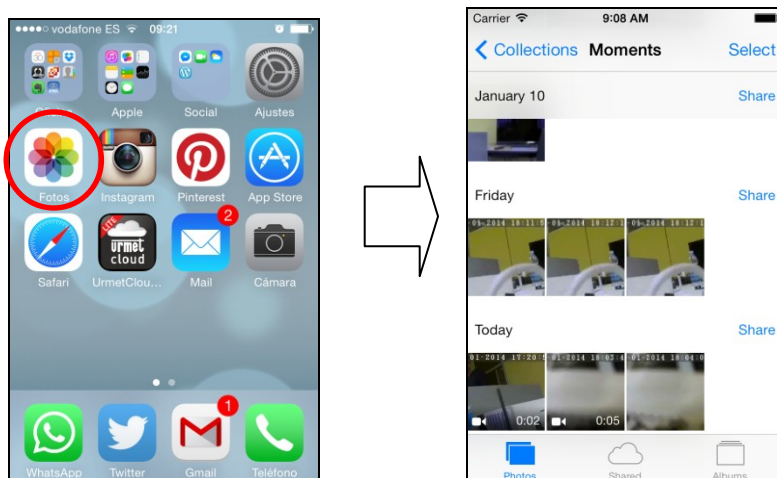 vodafone ES 09:21
Apple Social Ajustes
Fotos Instagram Pinterest App Store
LITE
urmet
cloud
2
Safari UrmetClou... Mail Cámara
1
WhatsApp Twitter Gmail Teléfono
Carrier 9:08 AM
Collections Moments Select
January 10 Share
Friday Share
Today Share
0:02 0:05
Photos Shared Albums